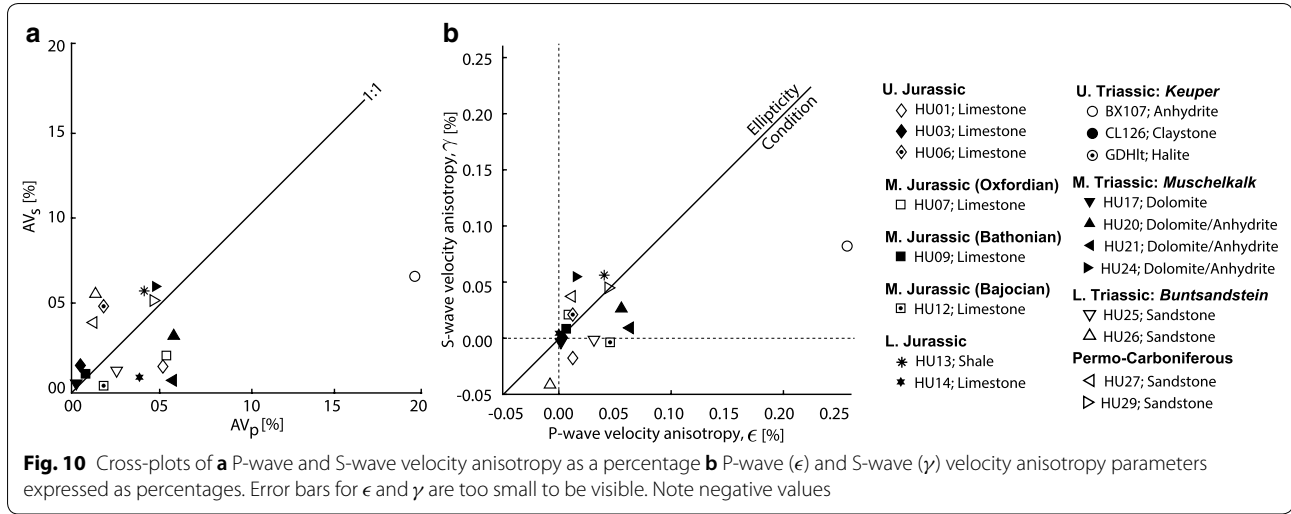 a
20
15
10
05
00
AVs [%]
00
05
10
15
20
AVp [%]
1:1
b
0.25
0.20
0.15
0.10
0.05
0.00
-0.05
S-wave velocity anisotropy, γ [%]
-0.05
0.00
0.05
0.10
0.15
0.20
0.25
P-wave velocity anisotropy, ϵ [%]
Ellipticity
Condition
U. Jurassic
HU01; Limestone
HU03; Limestone
HU06; Limestone
M. Jurassic (Oxfordian)
HU07; Limestone
M. Jurassic (Bathonian)
HU09; Limestone
M. Jurassic (Bajocian)
HU12; Limestone
L. Jurassic
HU13; Shale
HU14; Limestone
U. Triassic: Keuper
BX107; Anhydrite
CL126; Claystone
GDHlt; Halite
M. Triassic: Muschelkalk
HU17; Dolomite
HU20; Dolomite/Anhydrite
HU21; Dolomite/Anhydrite
HU24; Dolomite/Anhydrite
L. Triassic: Buntsandstein
HU25; Sandstone
HU26; Sandstone
Permo-Carboniferous
HU27; Sandstone
HU29; Sandstone
Fig. 10 Cross-plots of a P-wave and S-wave velocity anisotropy as a percentage b P-wave (ϵ) and S-wave (γ) velocity anisotropy parameters
expressed as percentages. Error bars for ϵ and γ are too small to be visible. Note negative values